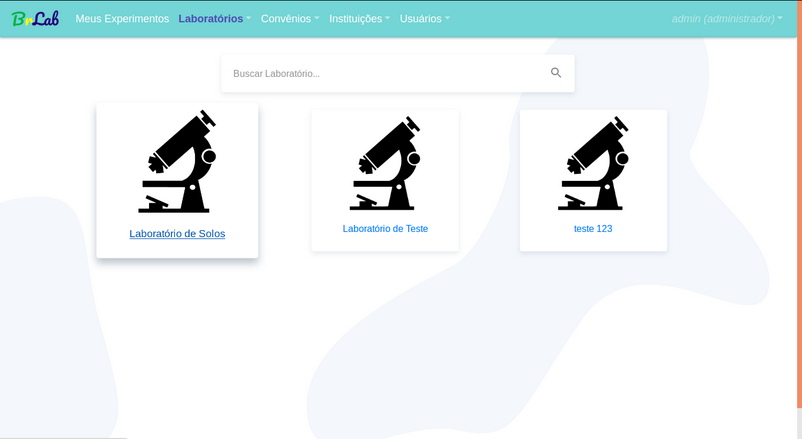 BrLab Meus Experimentos Laboratórios Convênios Instituições Usuários admin (administrador)
Buscar Laboratório...
Laboratório de Solos
Laboratório de Teste
teste 123